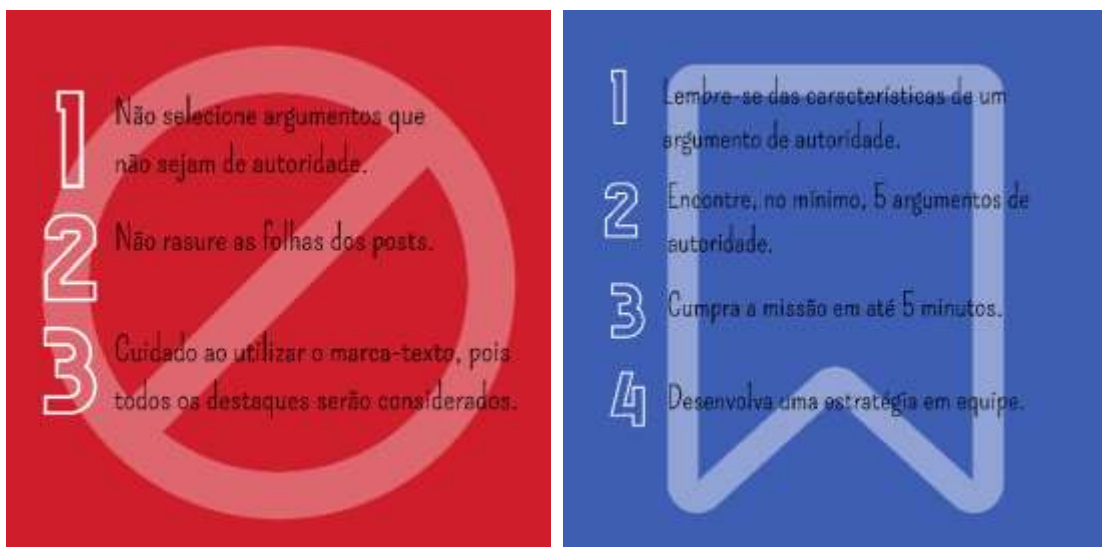 1 Não selecione argumentos que
não sejam de autoridade.
2 Não rasure as folhas dos posts.
3 Cuidado ao utilizar o marca-texto, pois
todos os destaques serão considerados.
1 Lembre-se das características de um
argumento de autoridade.
2 Encontre, no mínimo, 5 argumentos de
autoridade.
3 Cumpra a missão em até 5 minutos.
4 Desenvolva uma estratégia em equipe.